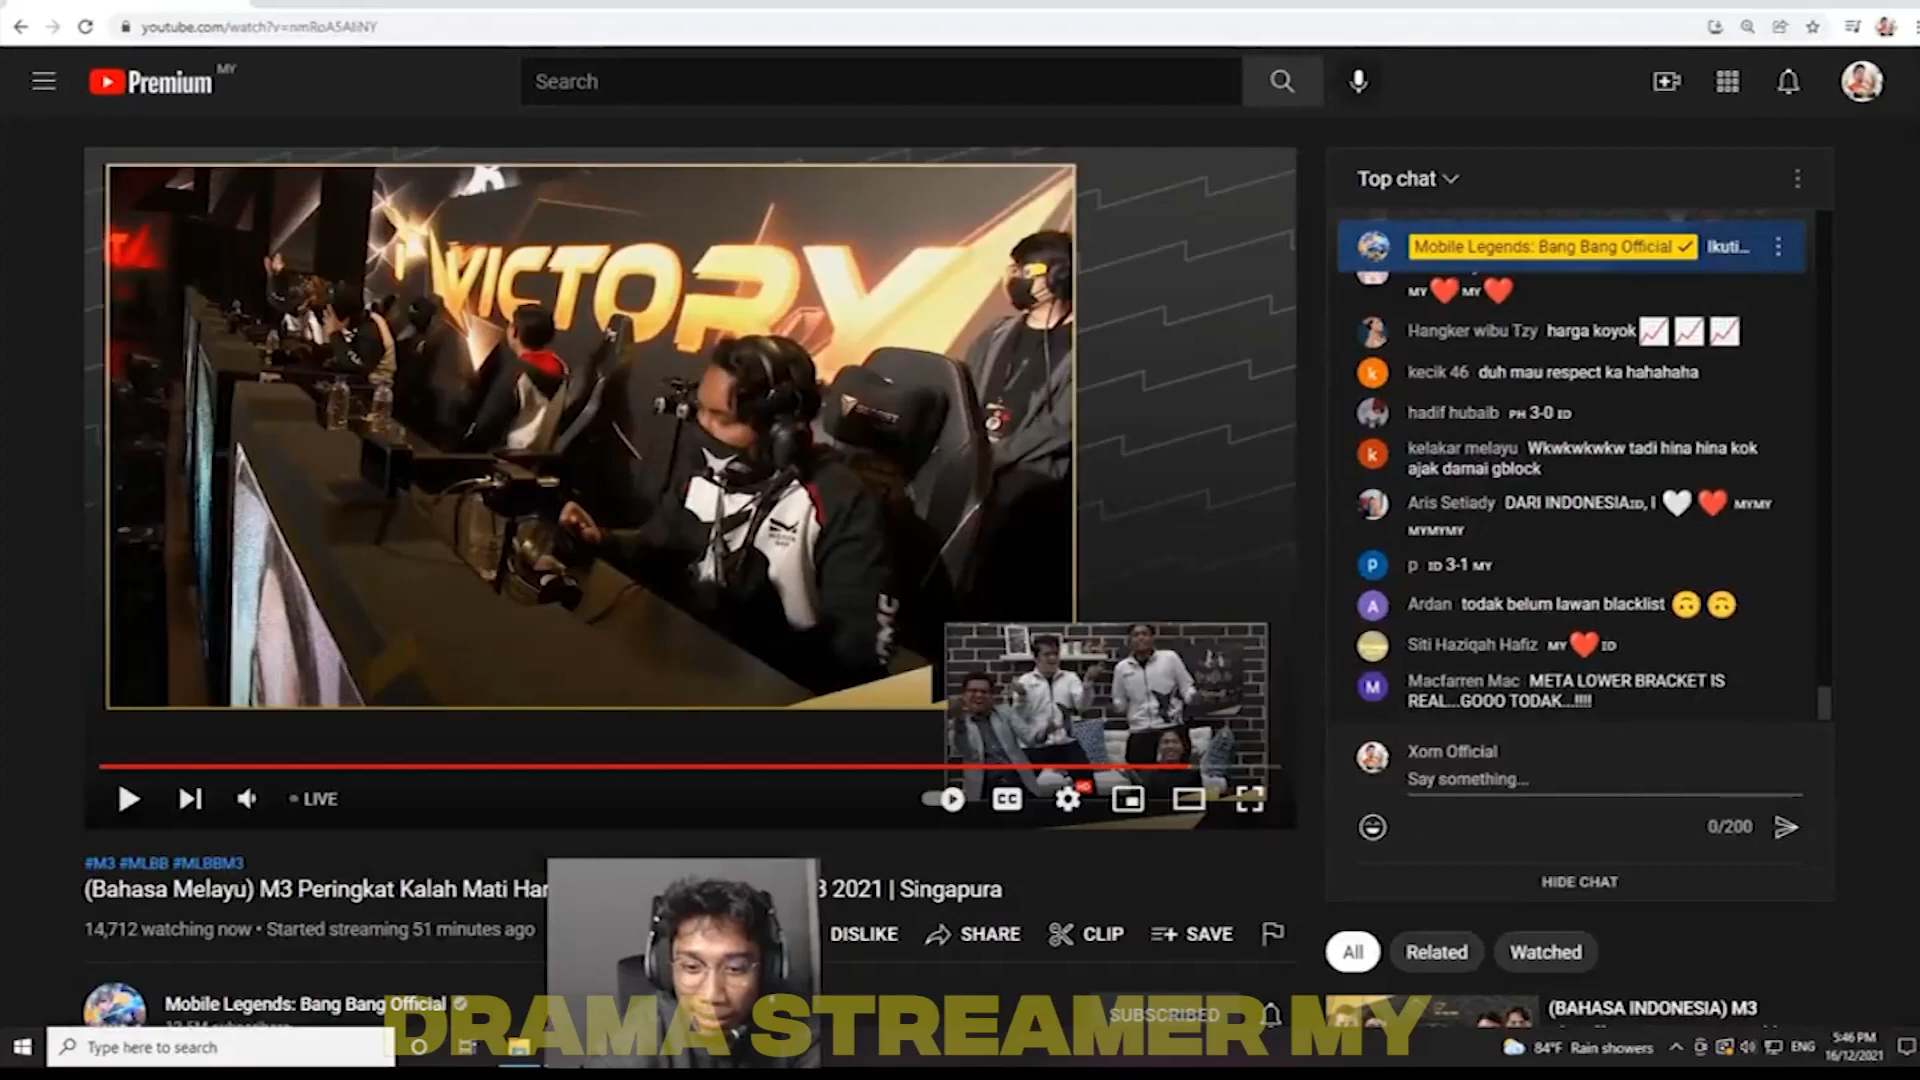 youtube.com/watch?v=nmRoA5AliNY
Premium MY
Search
VICTORY
Top chat
Mobile Legends: Bang Bang Official Ikuti...
MY ❤️ MY ❤️
Hangker wibu Tzy harga koyok 📈 📈 📈
kecik 46 duh mau respect ka hahahaha
hadif hubaib PH 3-0 ID
kelakar melayu Wkwkwkwkw tadi hina hina kok
ajak damai gblock
Aris Setiady DARI INDONESIAID, I 🤍 ❤️ MYMY
MYMYMY
p ID 3-1 MY
Ardan todak belum lawan blacklist 🙃 🙃
Siti Haziqah Hafiz MY ❤️ ID
Macfarren Mac META LOWER BRACKET IS
REAL...GOOO TODAK...!!!!
Xorn Official
Say something...
0/200
HIDE CHAT
LIVE
CC
HD
#M3 #MLBB #MLBBM3
(Bahasa Melayu) M3 Peringkat Kalah Mati Har
3 2021 | Singapura
14,712 watching now • Started streaming 51 minutes ago
DISLIKE SHARE CLIP SAVE
All Related Watched
Mobile Legends: Bang Bang Official
SUBSCRIBED
(BAHASA INDONESIA) M3
DRAMA STREAMER MY
Type here to search
84°F Rain showers
ENG
5:46 PM
16/12/2021